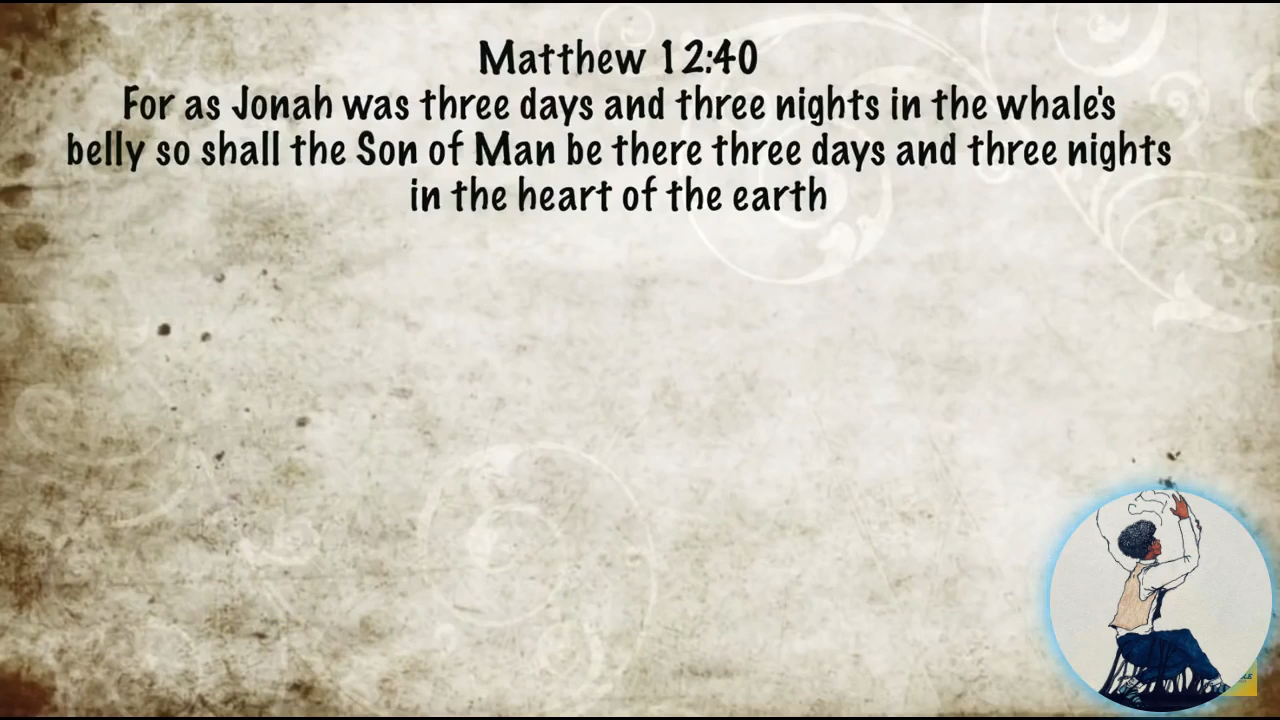 Matthew 12:40
For as Jonah was three days and three nights in the whale's
belly so shall the Son of Man be there three days and three nights
in the heart of the earth